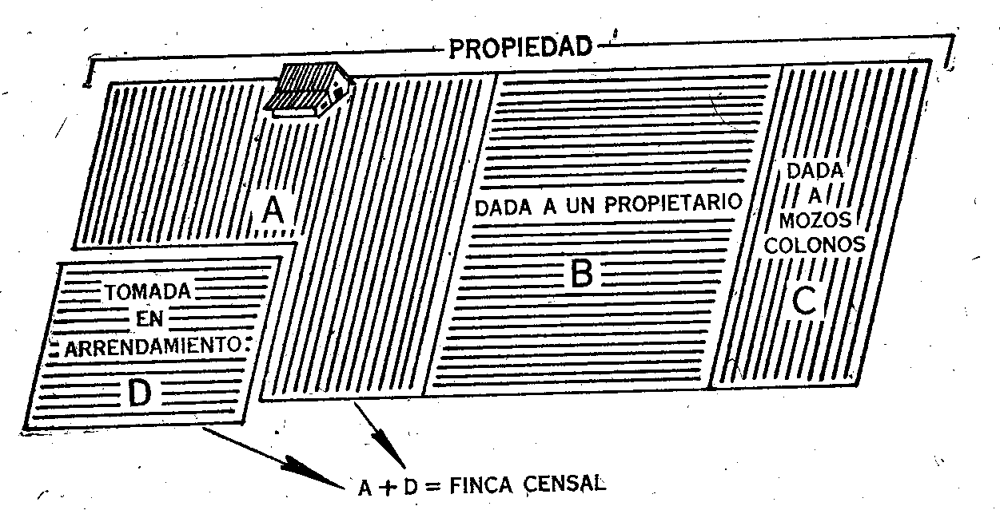 PROPIEDAD
A
DADA A UN PROPIETARIO
B
DADA
A
MOZOS
COLONOS
C
TOMADA
EN
ARRENDAMIENTO
D
A + D = FINCA CENSAL